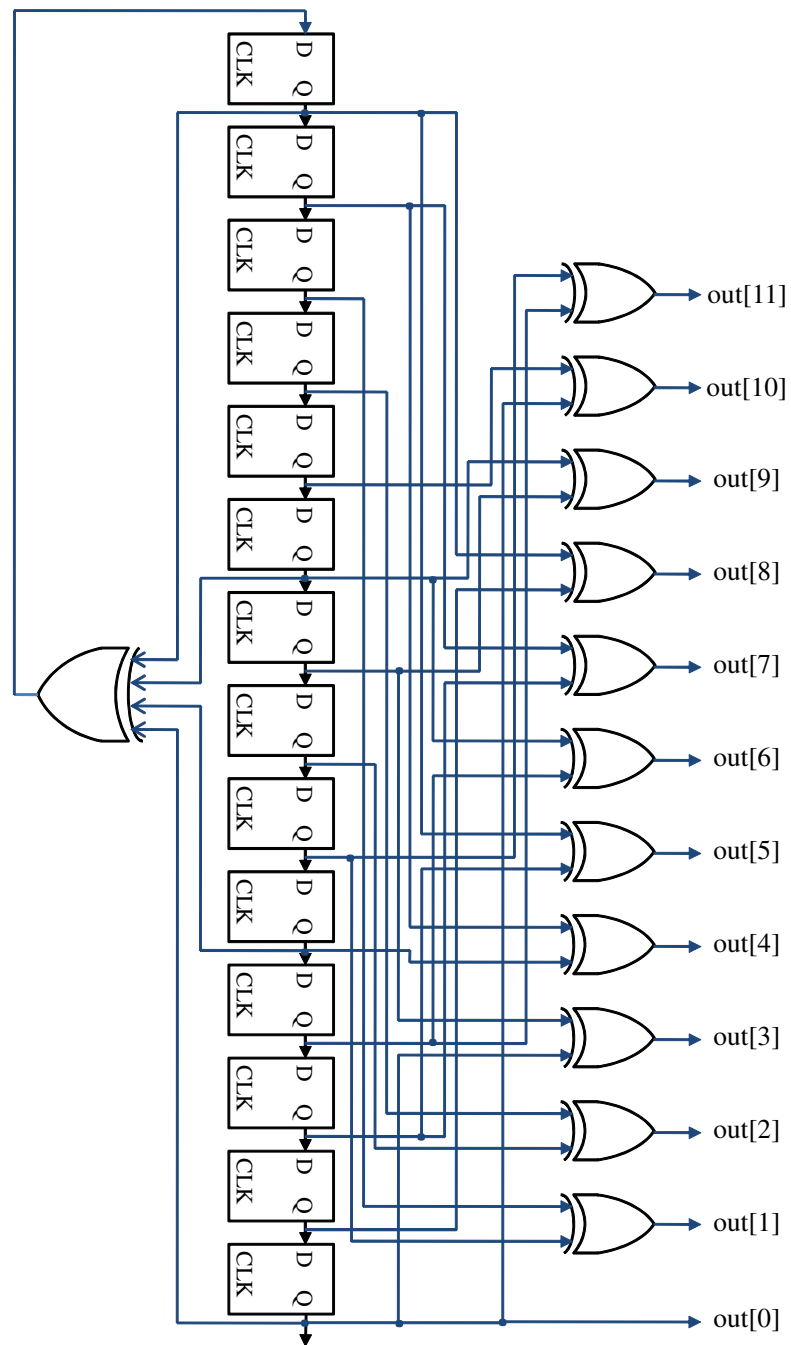 D Q CLK
D Q CLK
D Q CLK
D Q CLK
D Q CLK
D Q CLK
D Q CLK
D Q CLK
D Q CLK
D Q CLK
D Q CLK
D Q CLK
D Q CLK
D Q CLK
out[11]
out[10]
out[9]
out[8]
out[7]
out[6]
out[5]
out[4]
out[3]
out[2]
out[1]
out[0]